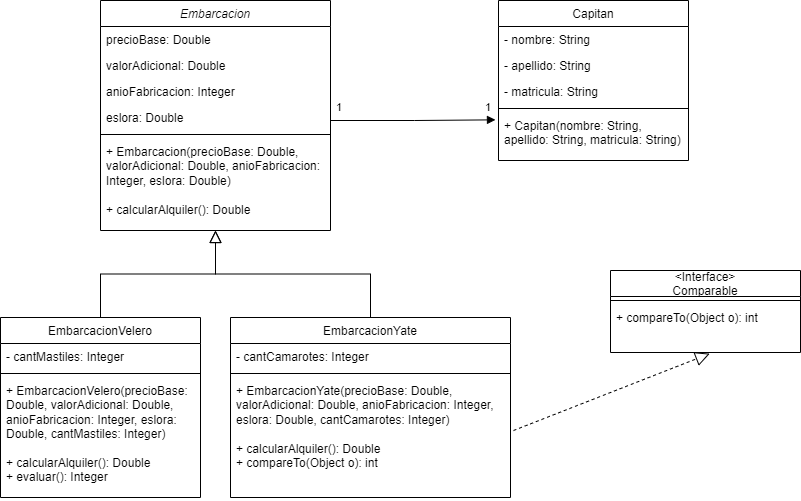 Embarcacion
precioBase: Double
valorAdicional: Double
anioFabricacion: Integer
eslora: Double
+ Embarcacion(precioBase: Double,
valorAdicional: Double, anioFabricacion:
Integer, eslora: Double)
+ calcularAlquiler(): Double
1
1
Capitan
- nombre: String
- apellido: String
- matricula: String
+ Capitan(nombre: String,
apellido: String, matricula: String)
EmbarcacionVelero
- cantMastiles: Integer
+ EmbarcacionVelero(precioBase:
Double, valorAdicional: Double,
anioFabricacion: Integer, eslora:
Double, cantMastiles: Integer)
+ calcularAlquiler(): Double
+ evaluar(): Integer
EmbarcacionYate
- cantCamarotes: Integer
+ EmbarcacionYate(precioBase: Double,
valorAdicional: Double, anioFabricacion: Integer,
eslora: Double, cantCamarotes: Integer)
+ calcularAlquiler(): Double
+ compareTo(Object o): int
<Interface>
Comparable
+ compareTo(Object o): int